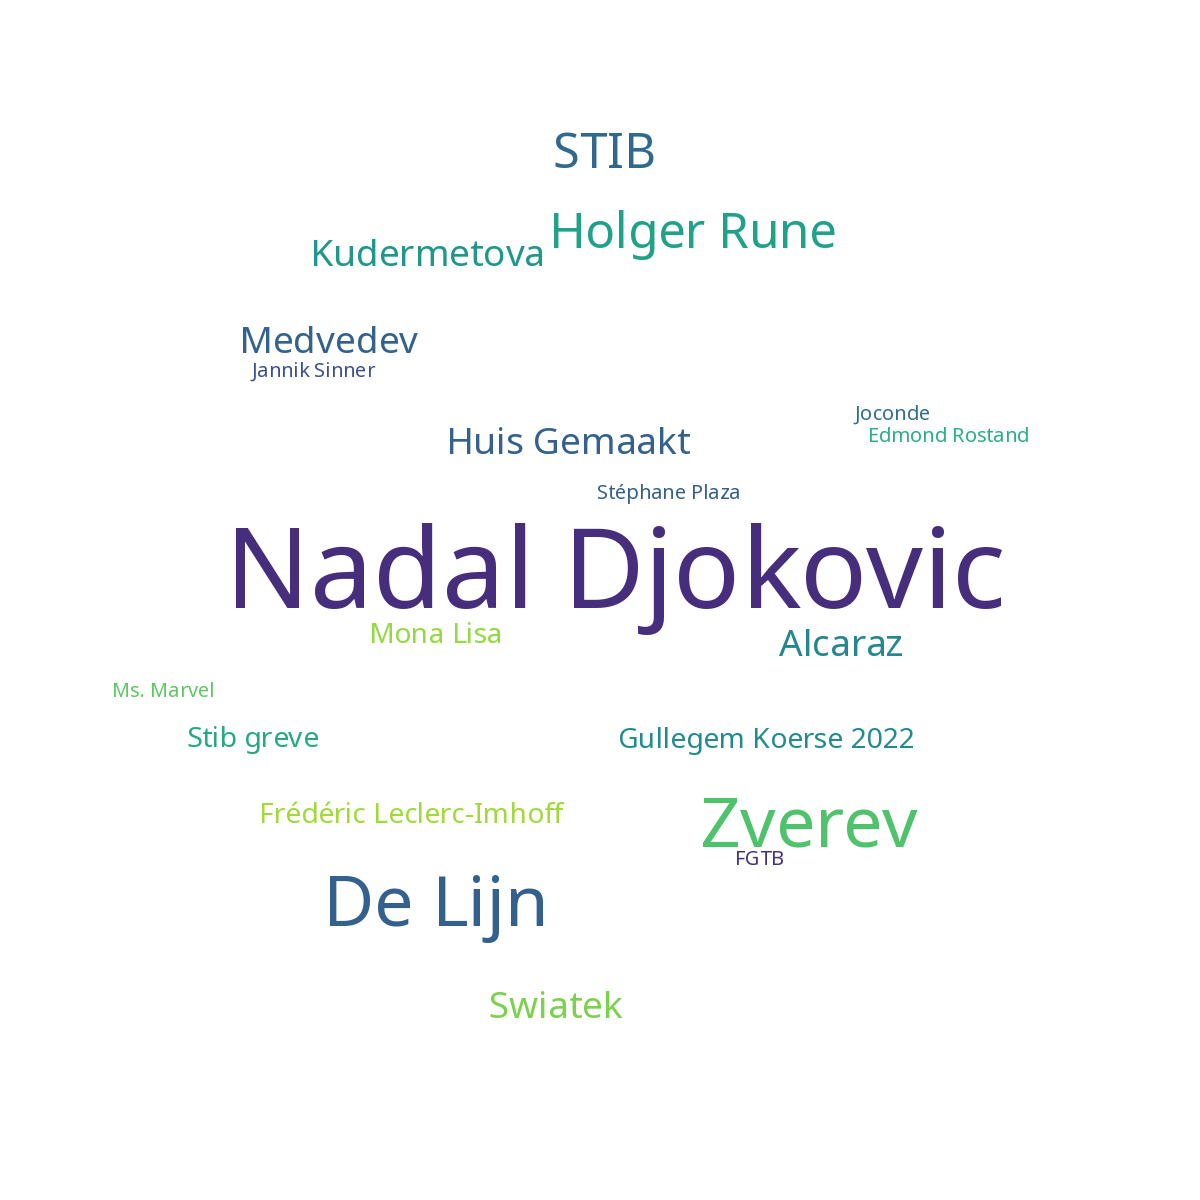 STIB
Holger Rune
Kudermetova
Medvedev
Jannik Sinner
Joconde
Edmond Rostand
Huis Gemaakt
Stéphane Plaza
Nadal Djokovic
Mona Lisa
Alcaraz
Ms. Marvel
Stib greve
Gullegem Koerse 2022
Frédéric Leclerc-Imhoff
Zverev
FGTB
De Lijn
Swiatek